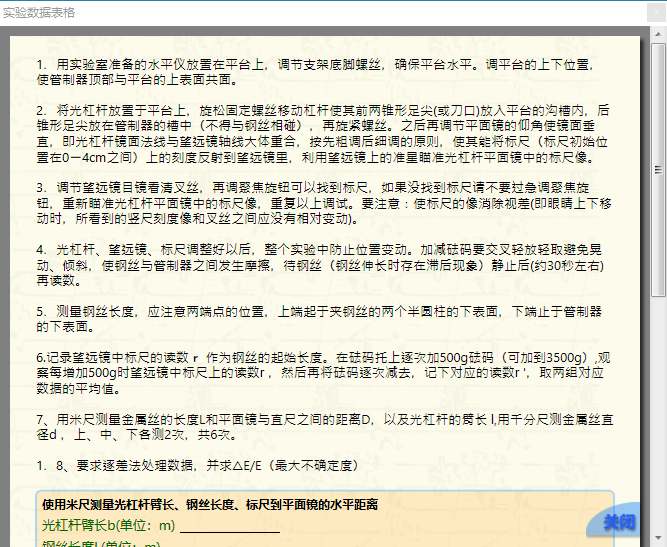 实验数据表格
1. 用实验室准备的水平仪放置在平台上，调节支架底脚螺丝，确保平台水平。调平台的上下位置，
使管制器顶部与平台的上表面共面。
2. 将光杠杆放置于平台上，旋松固定螺丝移动杠杆使其前两锥形足尖(或刀口)放入平台的沟槽内，后
锥形足尖放在管制器的槽中（不得与钢丝相碰），再旋紧螺丝。之后再调节平面镜的仰角使镜面垂
直，即光杠杆镜面法线与望远镜轴线大体重合，按先粗调后细调的原则，使其能将标尺（标尺初始位
置在0—4cm之间）上的刻度反射到望远镜里，利用望远镜上的准星瞄准光杠杆平面镜中的标尺像。
3. 调节望远镜目镜看清叉丝，再调聚焦旋钮可以找到标尺，如果没找到标尺请不要过急调聚焦旋
钮，重新瞄准光杠杆平面镜中的标尺像，重复以上调试。要注意：使标尺的像消除视差(即眼睛上下移
动时，所看到的竖尺刻度像和叉丝之间应没有相对变动)。
4. 光杠杆、望远镜、标尺调整好以后，整个实验中防止位置变动。加减砝码要交叉轻放轻取避免晃
动、倾斜，使钢丝与管制器之间发生摩擦，待钢丝（钢丝伸长时存在滞后现象）静止后(约30秒左右)
再读数。
5. 测量钢丝长度，应注意两端点的位置，上端起于夹钢丝的两个半圆柱的下表面，下端止于管制器
的下表面。
6.记录望远镜中标尺的读数 r 作为钢丝的起始长度。在砝码托上逐次加500g砝码（可加到3500g）,观
察每增加500g时望远镜中标尺上的读数r ，然后再将砝码逐次减去，记下对应的读数r '，取两组对应
数据的平均值。
7、用米尺测量金属丝的长度L和平面镜与直尺之间的距离D，以及光杠杆的臂长 l,用千分尺测金属丝直
径d ，上、中、下各测2次，共6次。
1. 8、要求逐差法处理数据，并求△E/E（最大不确定度）
使用米尺测量光杠杆臂长、钢丝长度、标尺到平面镜的水平距离
光杠杆臂长b(单位：m)
关闭
钢丝长度L(单位：m)